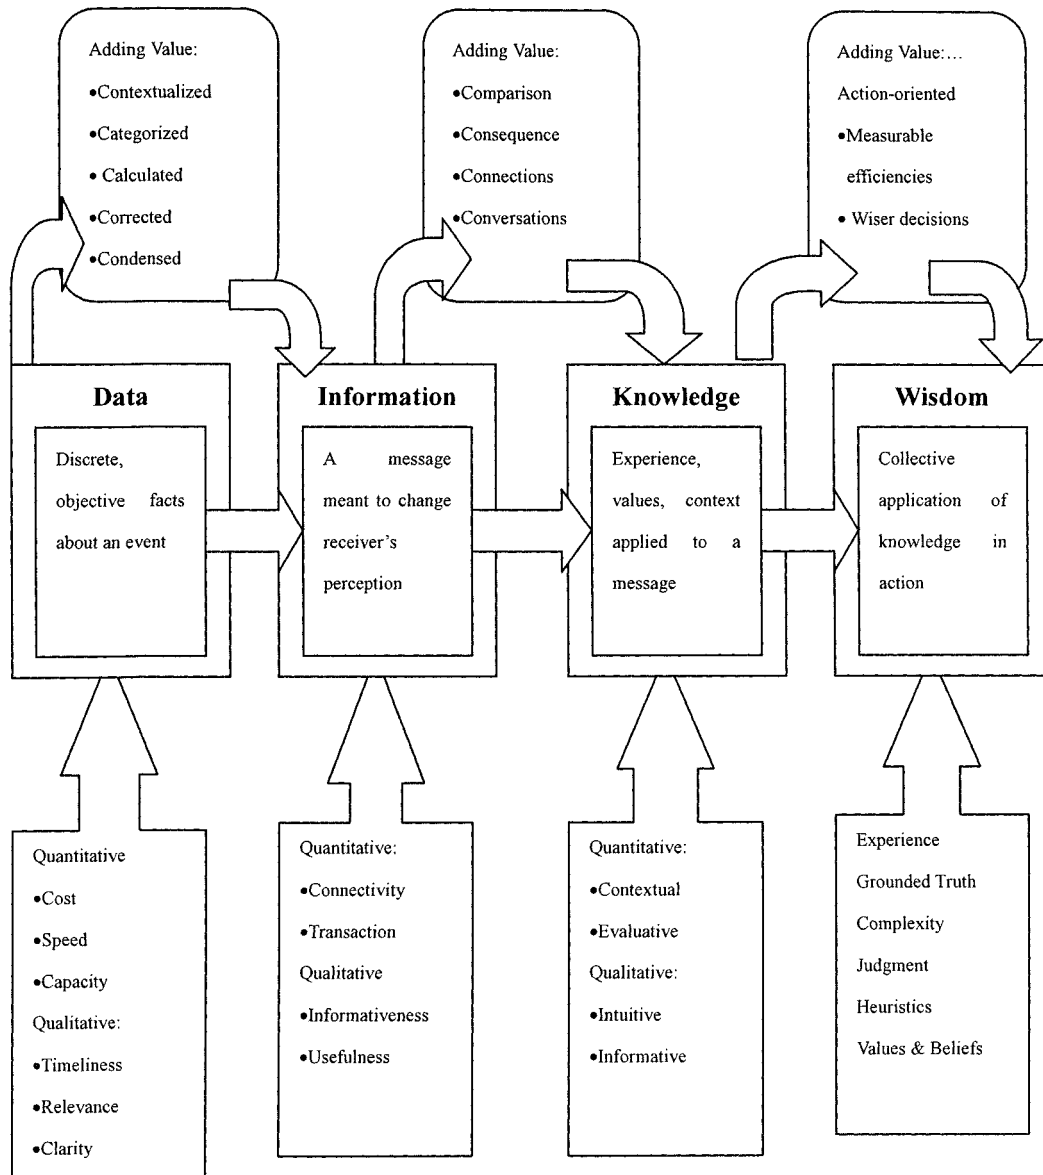 Adding Value:
•Contextualized
•Categorized
• Calculated
•Corrected
•Condensed
Adding Value:
•Comparison
•Consequence
•Connections
•Conversations
Adding Value:…
Action-oriented
•Measurable
efficiencies
• Wiser decisions
Data
Discrete,
objective facts
about an event
Information
A message
meant to change
receiver's
perception
Knowledge
Experience,
values, context
applied to a
message
Wisdom
Collective
application of
knowledge in
action
Quantitative
•Cost
•Speed
•Capacity
Qualitative:
•Timeliness
•Relevance
•Clarity
Quantitative:
•Connectivity
•Transaction
Qualitative
•Informativeness
•Usefulness
Quantitative:
•Contextual
•Evaluative
Qualitative:
•Intuitive
•Informative
Experience
Grounded Truth
Complexity
Judgment
Heuristics
Values & Beliefs